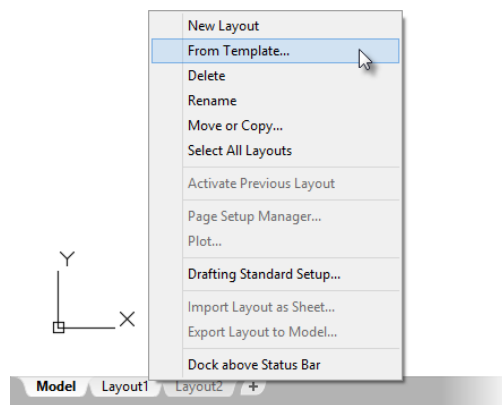 New Layout
From Template...
Delete
Rename
Move or Copy...
Select All Layouts
Activate Previous Layout
Page Setup Manager...
Plot...
Drafting Standard Setup...
Import Layout as Sheet...
Export Layout to Model...
Dock above Status Bar
Y
X
Model Layout1 Layout2 +